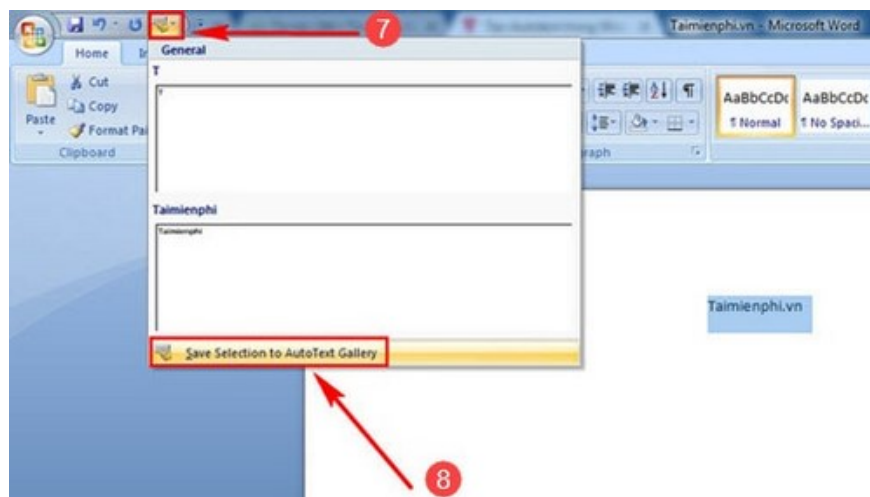 7
Taimienphi.vn - Microsoft Word
Home
General
Cut
Copy
Paste
Format Pai
Clipboard
T
T
Taimienphi
Taimienphi
Save Selection to AutoText Gallery
raph
AaBbCcDc AaBbCcDc
¶ Normal ¶ No Spaci...
Taimienphi.vn
8